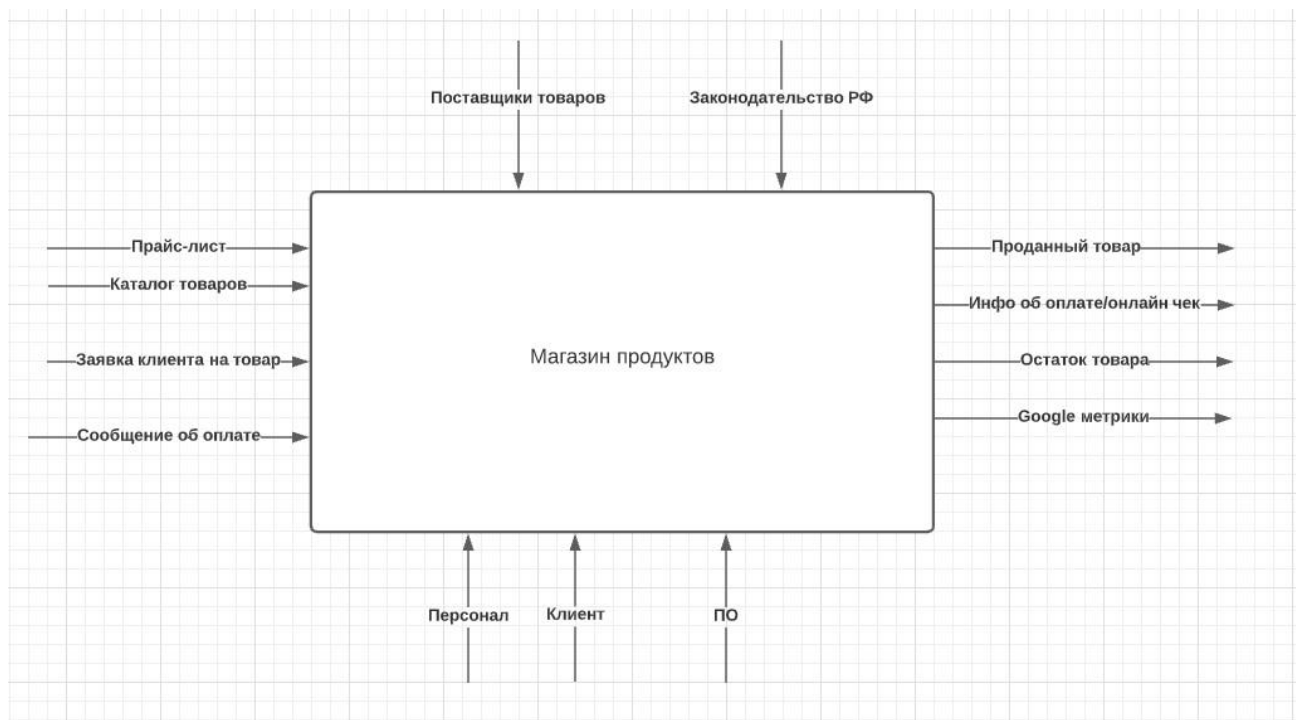 Поставщики товаров
Законодательство РФ
Прайс-лист
Каталог товаров
Заявка клиента на товар
Сообщение об оплате
Магазин продуктов
Проданный товар
Инфо об оплате/онлайн чек
Остаток товара
Google метрики
Персонал
Клиент
ПО